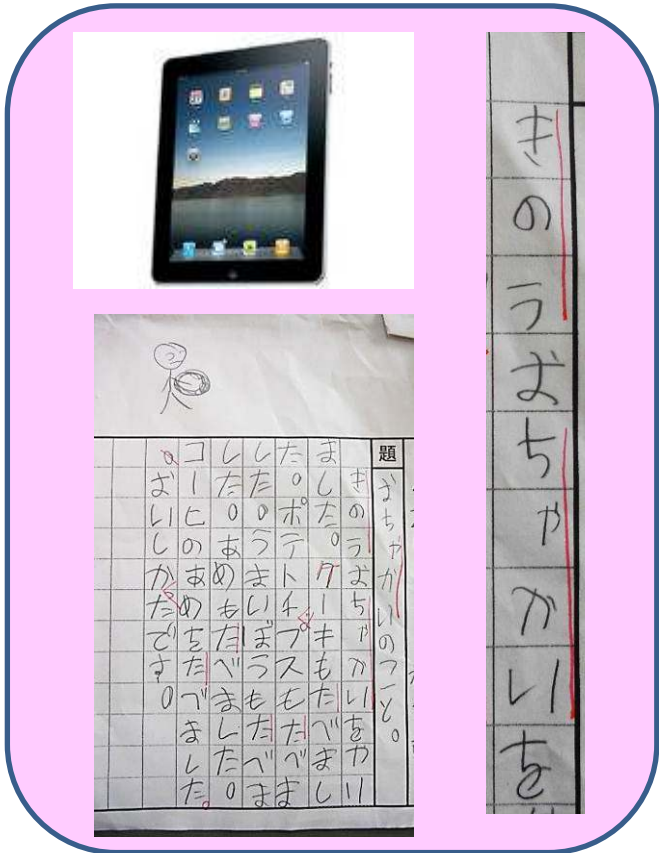 きのうおちゃかいを
題
おちゃかいのつこと。
きのうおちゃかいをやり
ました。ケーキもたべまし
た。ポテトチプスもたべま
した。うまいぼうもたべま
した。あめもたべました。
コーヒのあめをたべました。
。おいしかたです。